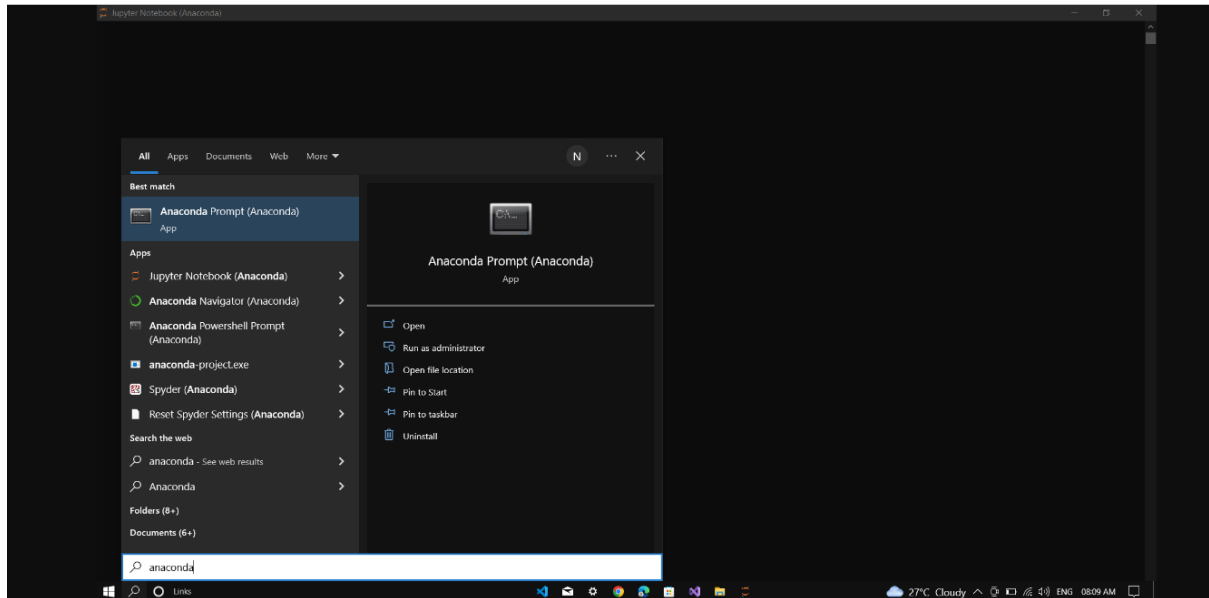 Jupyter Notebook (Anaconda)
All Apps Documents Web More
N
Best match
Anaconda Prompt (Anaconda)
App
Apps
Jupyter Notebook (Anaconda)
Anaconda Navigator (Anaconda)
Anaconda Powershell Prompt
(Anaconda)
anaconda-project.exe
Spyder (Anaconda)
Reset Spyder Settings (Anaconda)
Search the web
anaconda - See web results
Anaconda
Folders (8+)
Documents (6+)
C:\...
Anaconda Prompt (Anaconda)
App
Open
Run as administrator
Open file location
Pin to Start
Pin to taskbar
Uninstall
anaconda
Links
27°C Cloudy ENG 08:09 AM